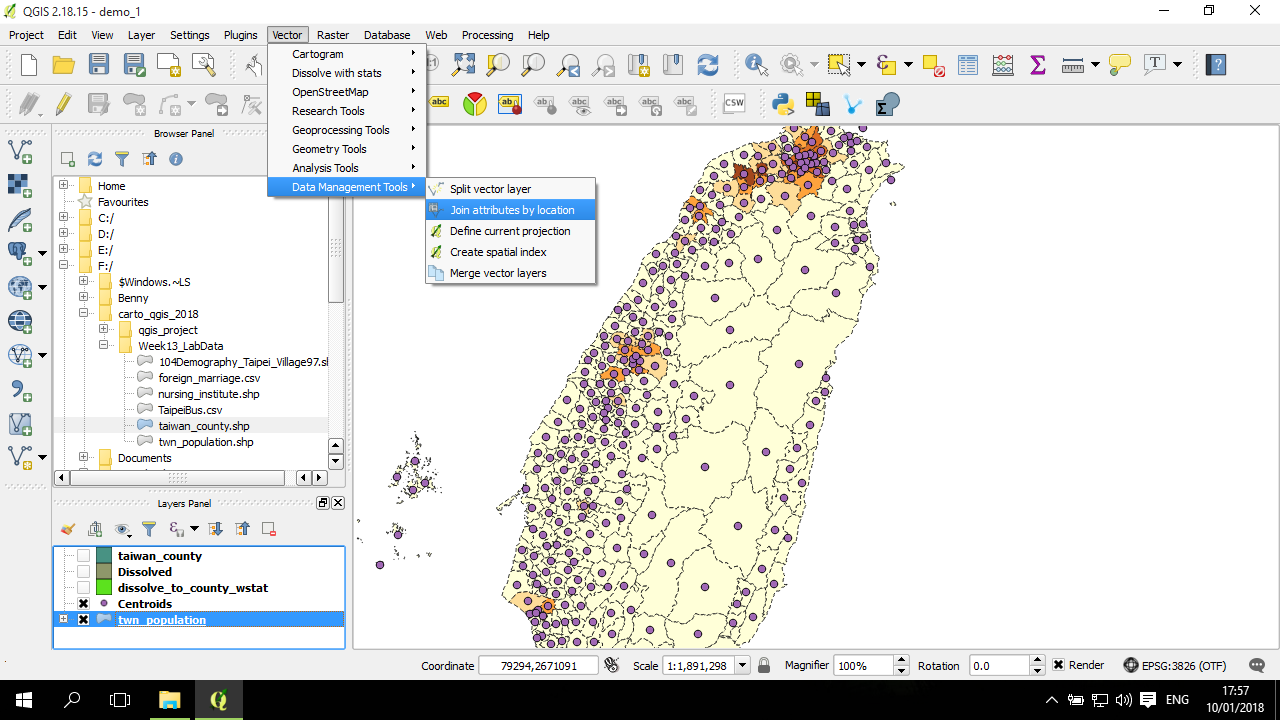 QGIS 2.18.15 - demo_1
Project Edit View Layer Settings Plugins Vector Raster Database Web Processing Help
Cartogram
Dissolve with stats
OpenStreetMap
Research Tools
Geoprocessing Tools
Geometry Tools
Analysis Tools
Data Management Tools
Split vector layer
Join attributes by location
Define current projection
Create spatial index
Merge vector layers
abc
CSW
Browser Panel
Home
Favourites
C:/
D:/
E:/
F:/
$Windows.~LS
Benny
carto_qgis_2018
qgis_project
Week13_LabData
104Demography_Taipei_Village97.sh
foreign_marriage.csv
nursing_institute.shp
TaipeiBus.csv
taiwan_county.shp
twn_population.shp
Documents
Layers Panel
taiwan_county
Dissolved
dissolve_to_county_wstat
Centroids
twn_population
Coordinate 79294,2671091 Scale 1:1,891,298 Magnifier 100% Rotation 0.0 Render EPSG:3826 (OTF)
ENG
17:57
10/01/2018